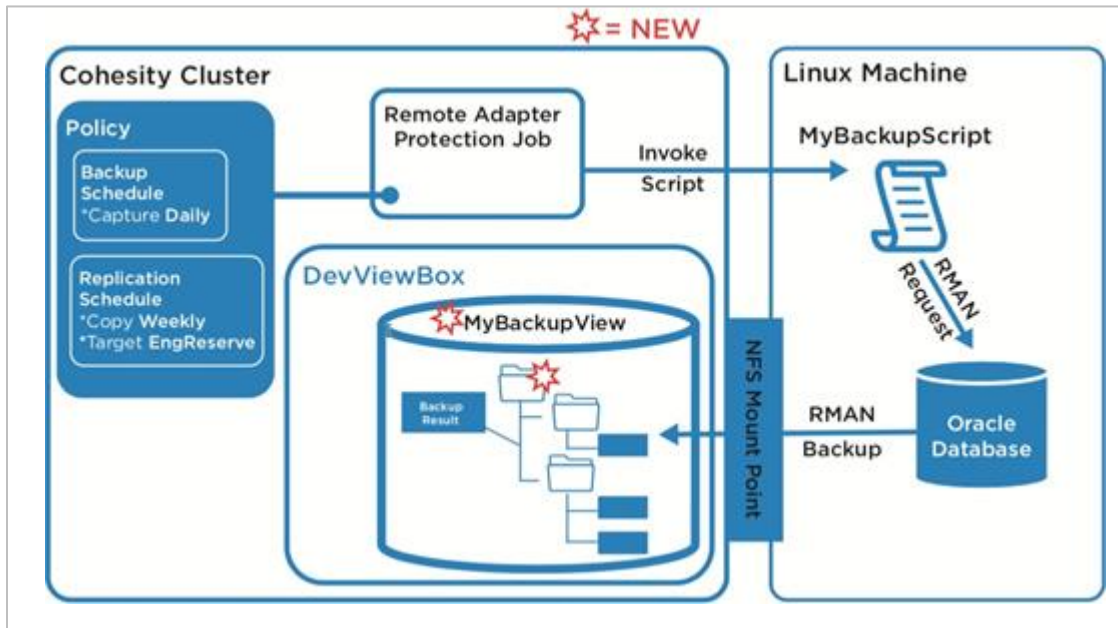 = NEW
Cohesity Cluster
Policy
Backup
Schedule
*Capture Daily
Replication
Schedule
*Copy Weekly
*Target EngReserve
Remote Adapter
Protection Job
Invoke
Script
DevViewBox
MyBackupView
Backup
Result
NFS Mount Point
Linux Machine
MyBackupScript
RMAN
Request
RMAN
Backup
Oracle
Database